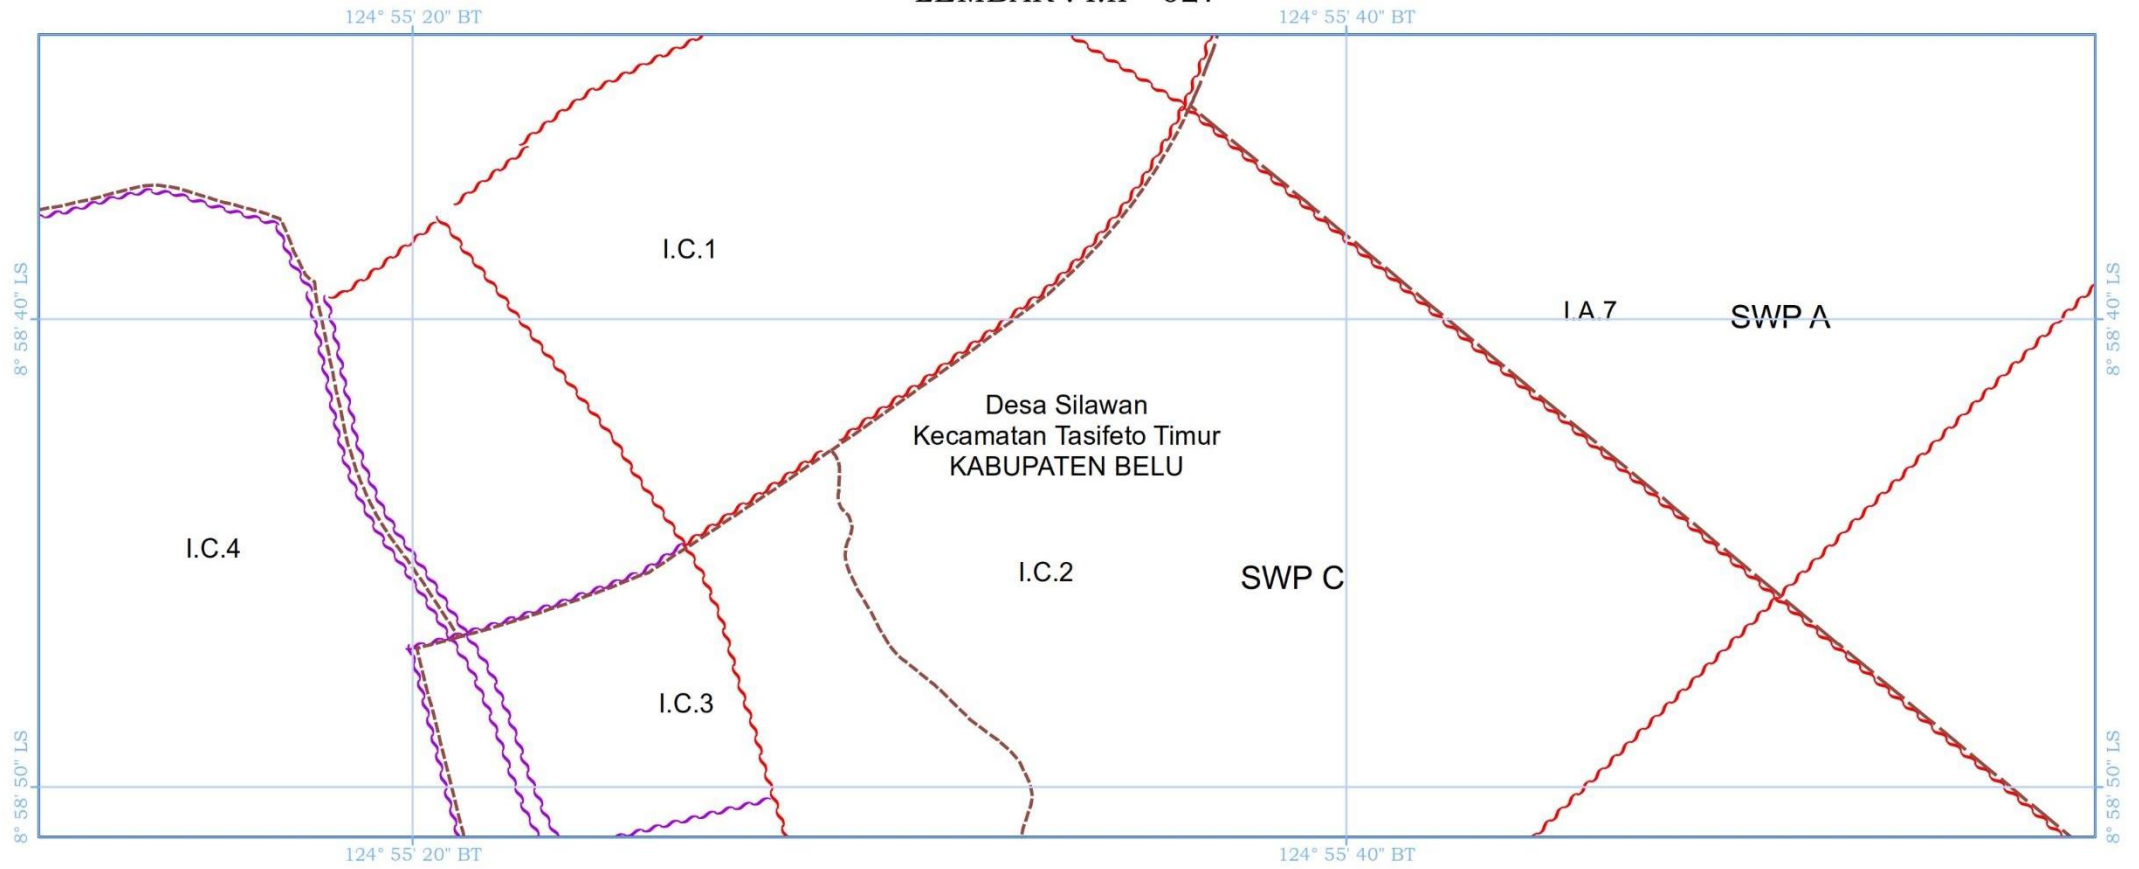 124° 55' 20" BT
124° 55' 40" BT
8° 58' 40" LS
8° 58' 40" LS
I.C.1
I.A.7
SWP A
Desa Silawan
Kecamatan Tasifeto Timur
KABUPATEN BELU
I.C.4
I.C.2
SWP C
I.C.3
8° 58' 50" LS
8° 58' 50" LS
124° 55' 20" BT
124° 55' 40" BT